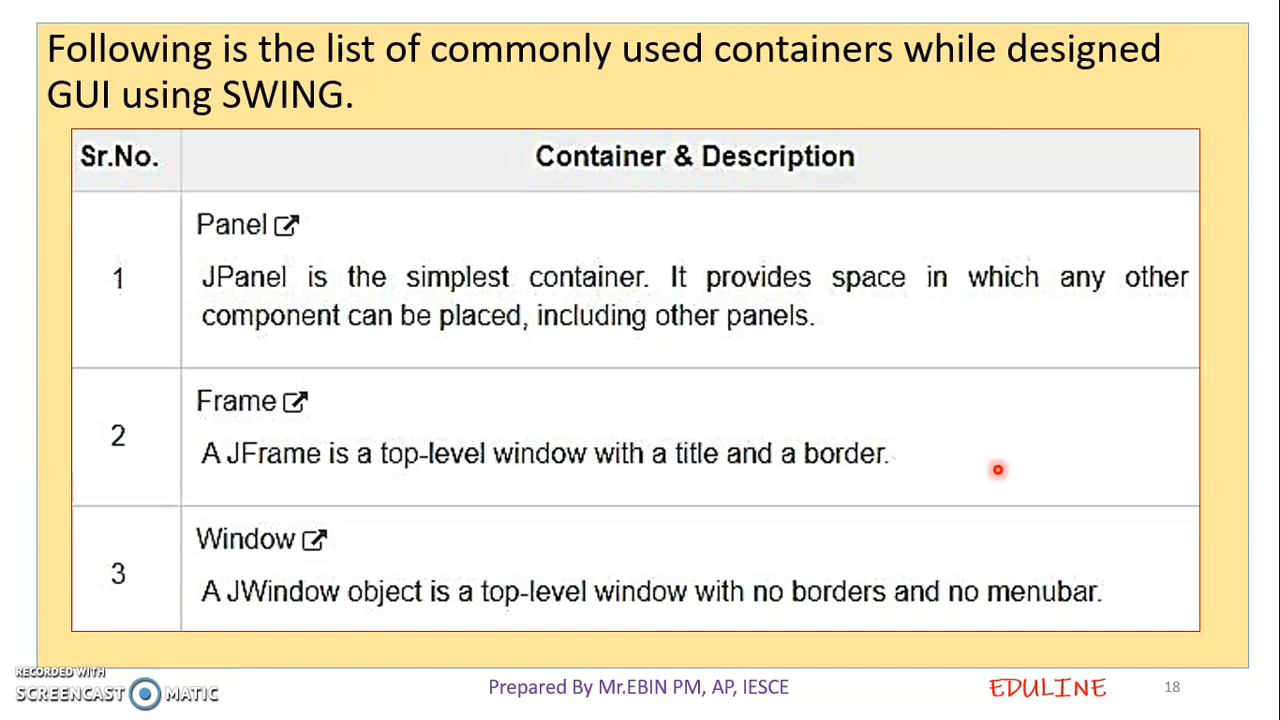 Following is the list of commonly used containers while designed
GUI using SWING.
Sr.No.
Container & Description
1
Panel
JPanel is the simplest container. It provides space in which any other
component can be placed, including other panels.
2
Frame
A JFrame is a top-level window with a title and a border.
3
Window
A JWindow object is a top-level window with no borders and no menubar.
RECORDED WITH
SCREENCAST MATIC
Prepared By Mr.EBIN PM, AP, IESCE
EDULINE
18